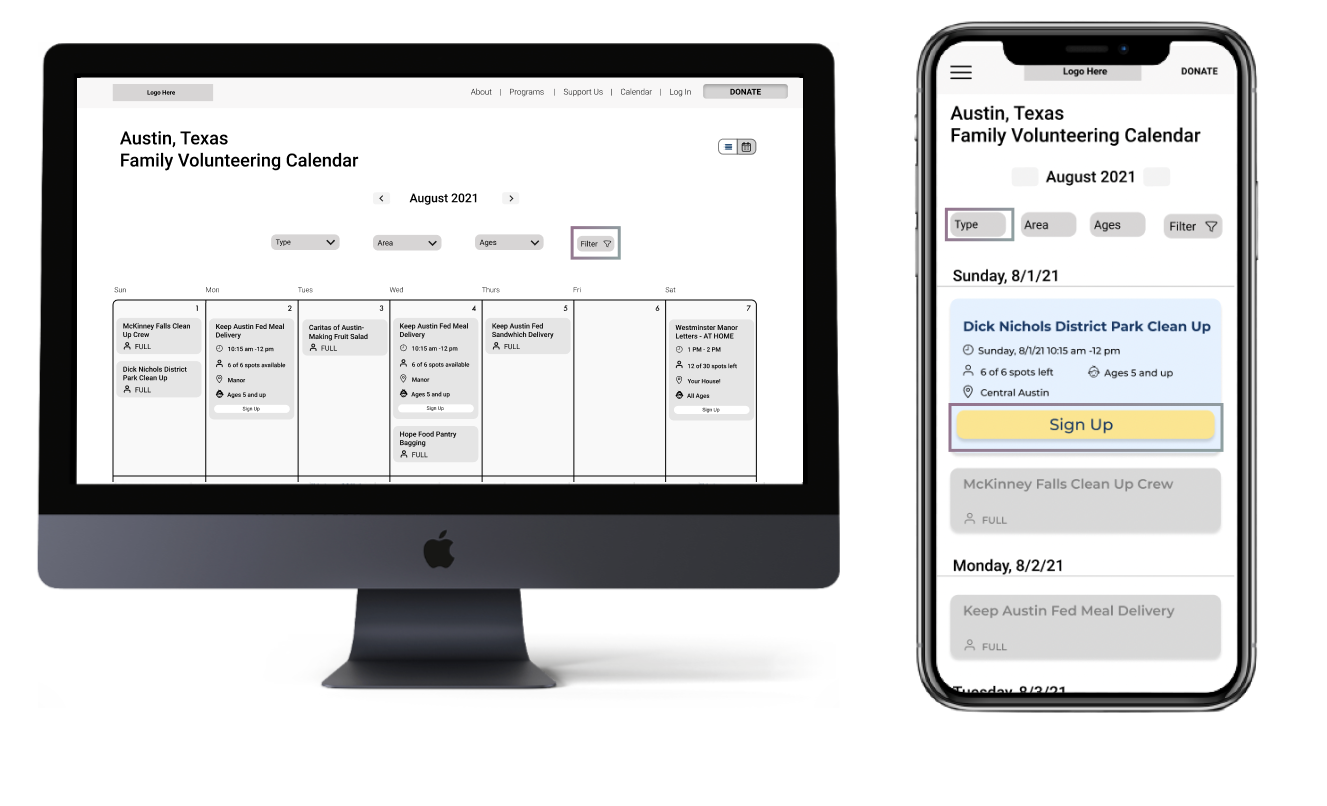 Logo Here
About | Programs | Support Us | Calendar | Log In
DONATE
Austin, Texas
Family Volunteering Calendar
August 2021
Type
Area
Ages
Filter
Sun Mon Tues Wed Thurs Fri Sat
1
McKinney Falls Clean
Up Crew
FULL
Dick Nichols District
Park Clean Up
FULL
2
Keep Austin Fed Meal
Delivery
10:15 am -12 pm
6 of 6 spots available
Manor
Ages 5 and up
Sign Up
3
Caritas of Austin-
Making Fruit Salad
FULL
4
Keep Austin Fed Meal
Delivery
10:15 am -12 pm
6 of 6 spots available
Manor
Ages 5 and up
Sign Up
Hope Food Pantry
Bagging
FULL
5
Keep Austin Fed
Sandwhich Delivery
FULL
6
7
Westminster Manor
Letters - AT HOME
1 PM - 2 PM
12 of 30 spots left
Your House!
All Ages
Sign Up
Logo Here
DONATE
Austin, Texas
Family Volunteering Calendar
August 2021
Type
Area
Ages
Filter
Sunday, 8/1/21
Dick Nichols District Park Clean Up
Sunday, 8/1/21 10:15 am -12 pm
6 of 6 spots left
Ages 5 and up
Central Austin
Sign Up
McKinney Falls Clean Up Crew
FULL
Monday, 8/2/21
Keep Austin Fed Meal Delivery
FULL
Tuesday, 8/3/21